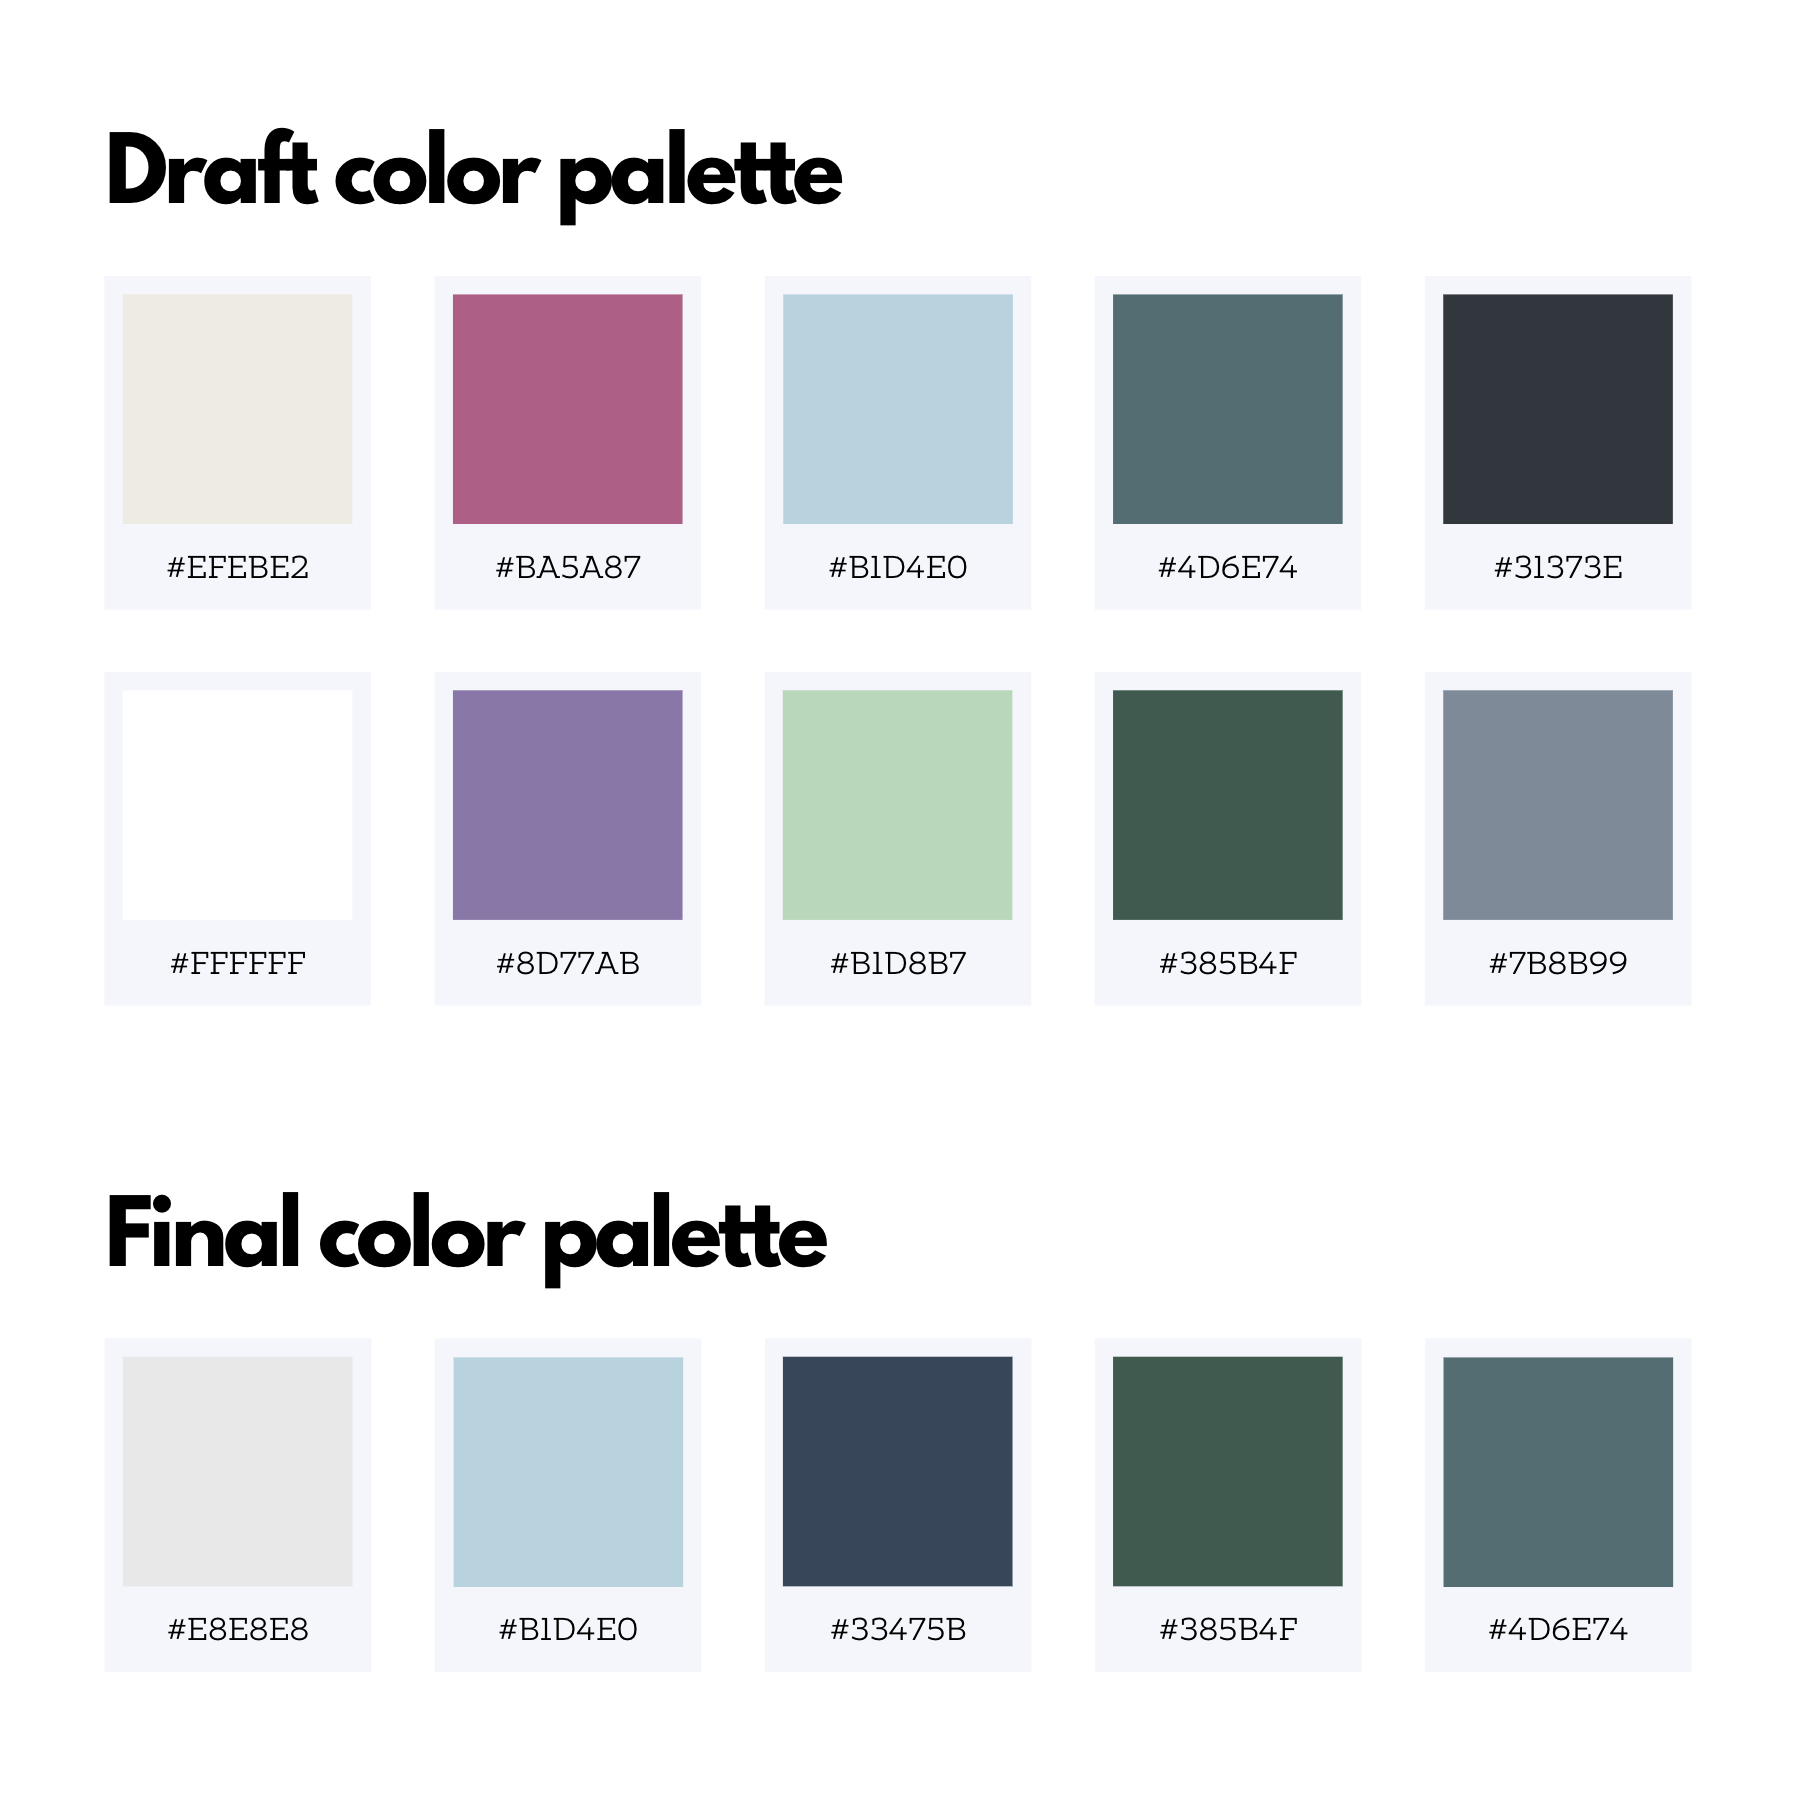 Draft color palette
#EFEBE2 #BA5A87 #B1D4E0 #4D6E74 #31373E
#FFFFFF #8D77AB #B1D8B7 #385B4F #7B8B99
Final color palette
#E8E8E8 #B1D4E0 #33475B #385B4F #4D6E74